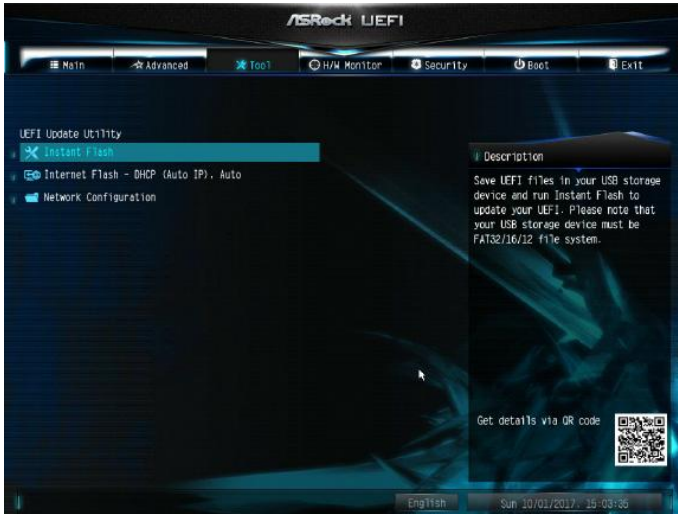 ASRock UEFI
Main Advanced Tool H/W Monitor Security Boot Exit
UEFI Update Utility
Instant Flash
Internet Flash - DHCP (Auto IP), Auto
Network Configuration
Description
Save UEFI files in your USB storage
device and run Instant Flash to
update your UEFI. Please note that
your USB storage device must be
FAT32/16/12 file system.
Get details via QR code
English
Sun 10/01/2017, 15:03:35